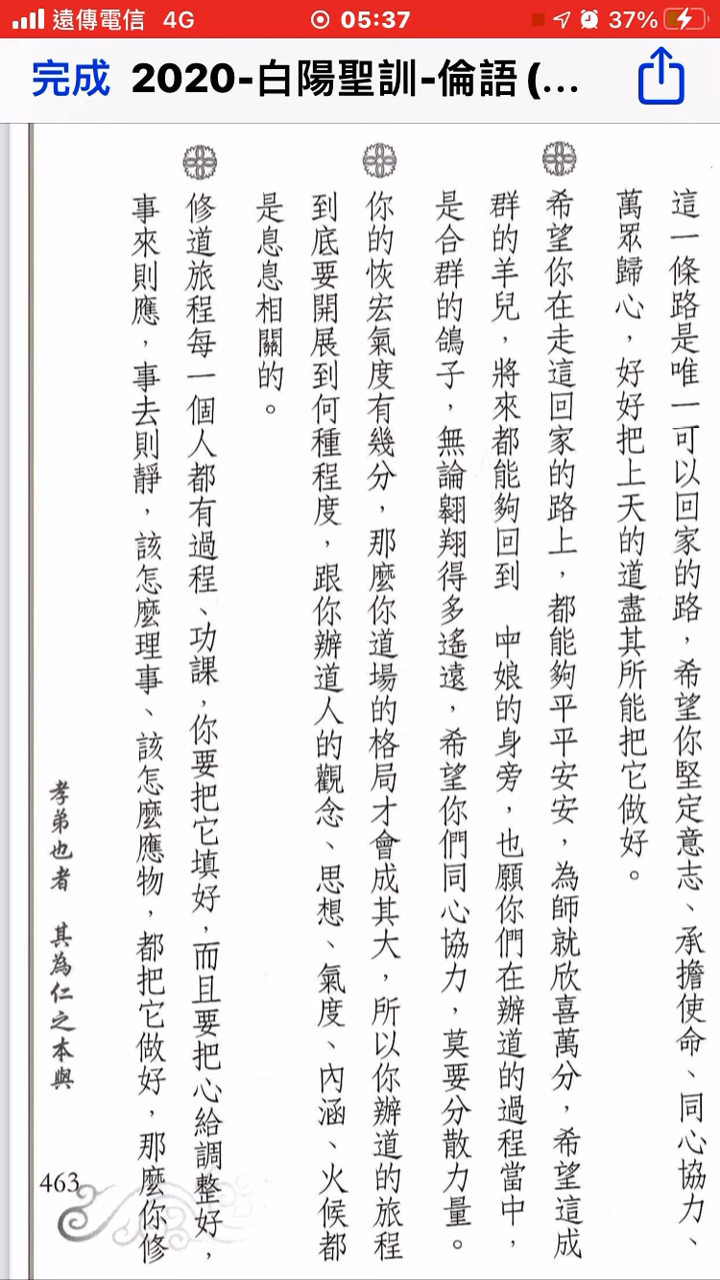 遠傳電信 4G 05:37 37%
完成 2020-白陽聖訓-倫語 (...
這一條路是唯一可以回家的路，希望你堅定意志、承擔使命、同心協力、
萬眾歸心，好好把上天的道盡其所能把它做好。
希望你在走這回家的路上，都能夠平平安安，為師就欣喜萬分，希望這成
群的羊兒，將來都能夠回到　申娘的身旁，也願你們在辦道的過程當中，
是合群的鴿子，無論翱翔得多遙遠，希望你們同心協力，莫要分散力量。
你的恢宏氣度有幾分，那麼你道場的格局才會成其大，所以你辦道的旅程
到底要開展到何種程度，跟你辦道人的觀念、思想、氣度、內涵、火候都
是息息相關的。
修道旅程每一個人都有過程、功課，你要把它填好，而且要把心給調整好，
事來則應，事去則靜，該怎麼理事、該怎麼應物，都把它做好，那麼你修
孝弟也者　其為仁之本與
463